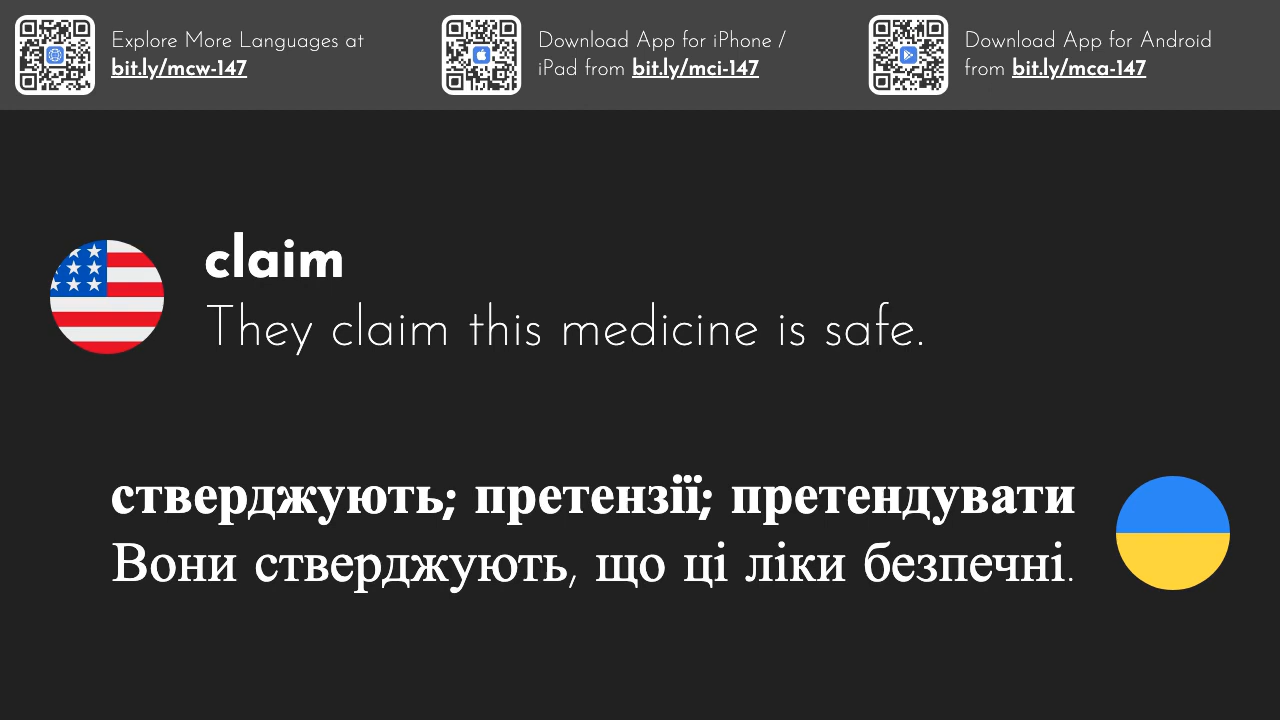 Explore More Languages at
bit.ly/mcw-147
Download App for iPhone /
iPad from bit.ly/mci-147
Download App for Android
from bit.ly/mca-147
claim
They claim this medicine is safe.
стверджують; претензії; претендувати
Вони стверджують, що ці ліки безпечні.